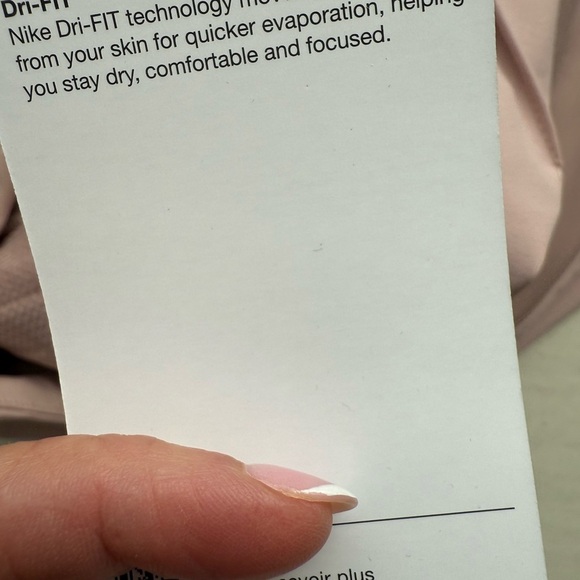 Dri-FIT
Nike Dri-FIT technology
from your skin for quicker evaporation, helping
you stay dry, comfortable and focused.
savoir plus